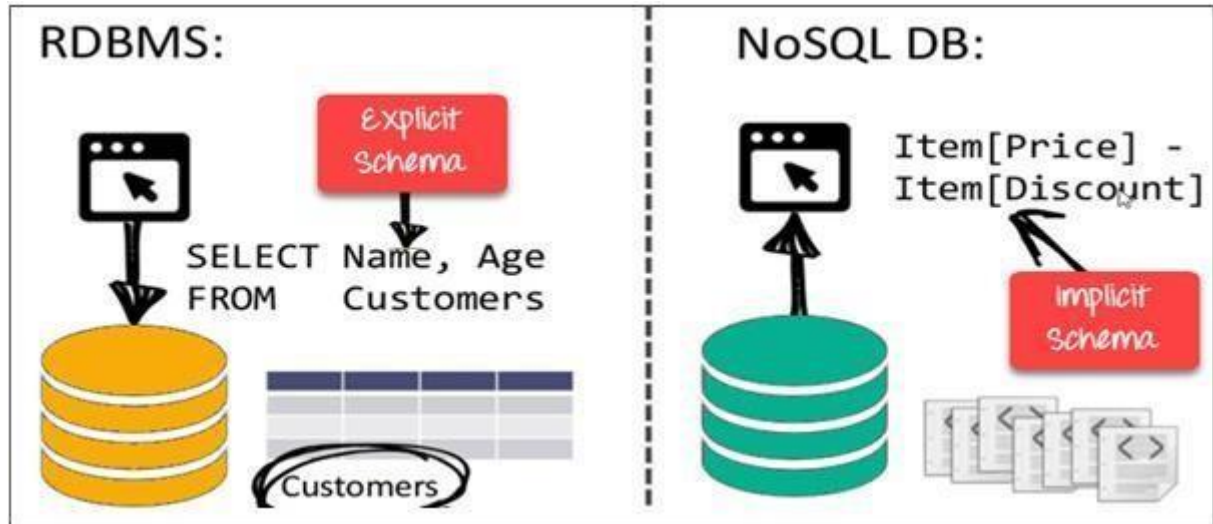 RDBMS:
Explicit
Schema
SELECT Name, Age
FROM Customers
Customers
NoSQL DB:
Item[Price] -
Item[Discount]
Implicit
Schema